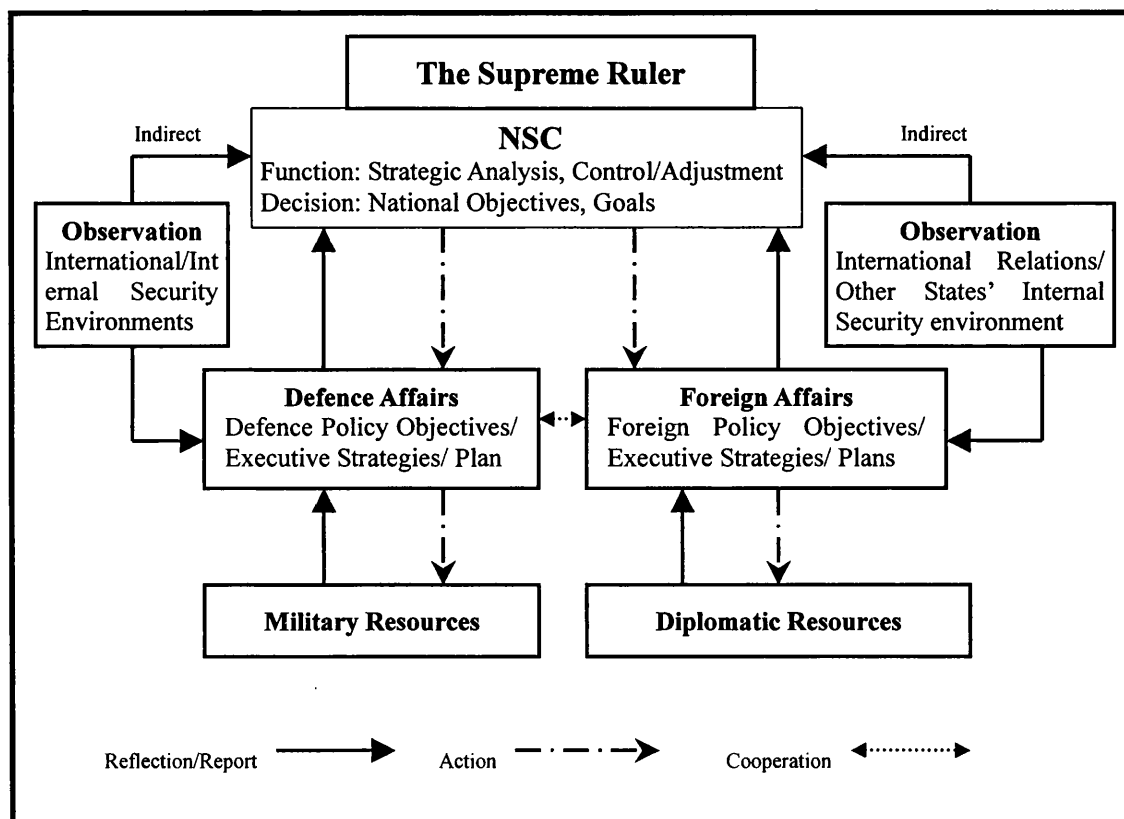 The Supreme Ruler
NSC
Function: Strategic Analysis, Control/Adjustment
Decision: National Objectives, Goals
Indirect
Indirect
Observation
International/Int
ernal Security
Environments
Observation
International Relations/
Other States' Internal
Security environment
Defence Affairs
Defence Policy Objectives/
Executive Strategies/ Plan
Foreign Affairs
Foreign Policy Objectives/
Executive Strategies/ Plans
Military Resources
Diplomatic Resources
Reflection/Report
Action
Cooperation